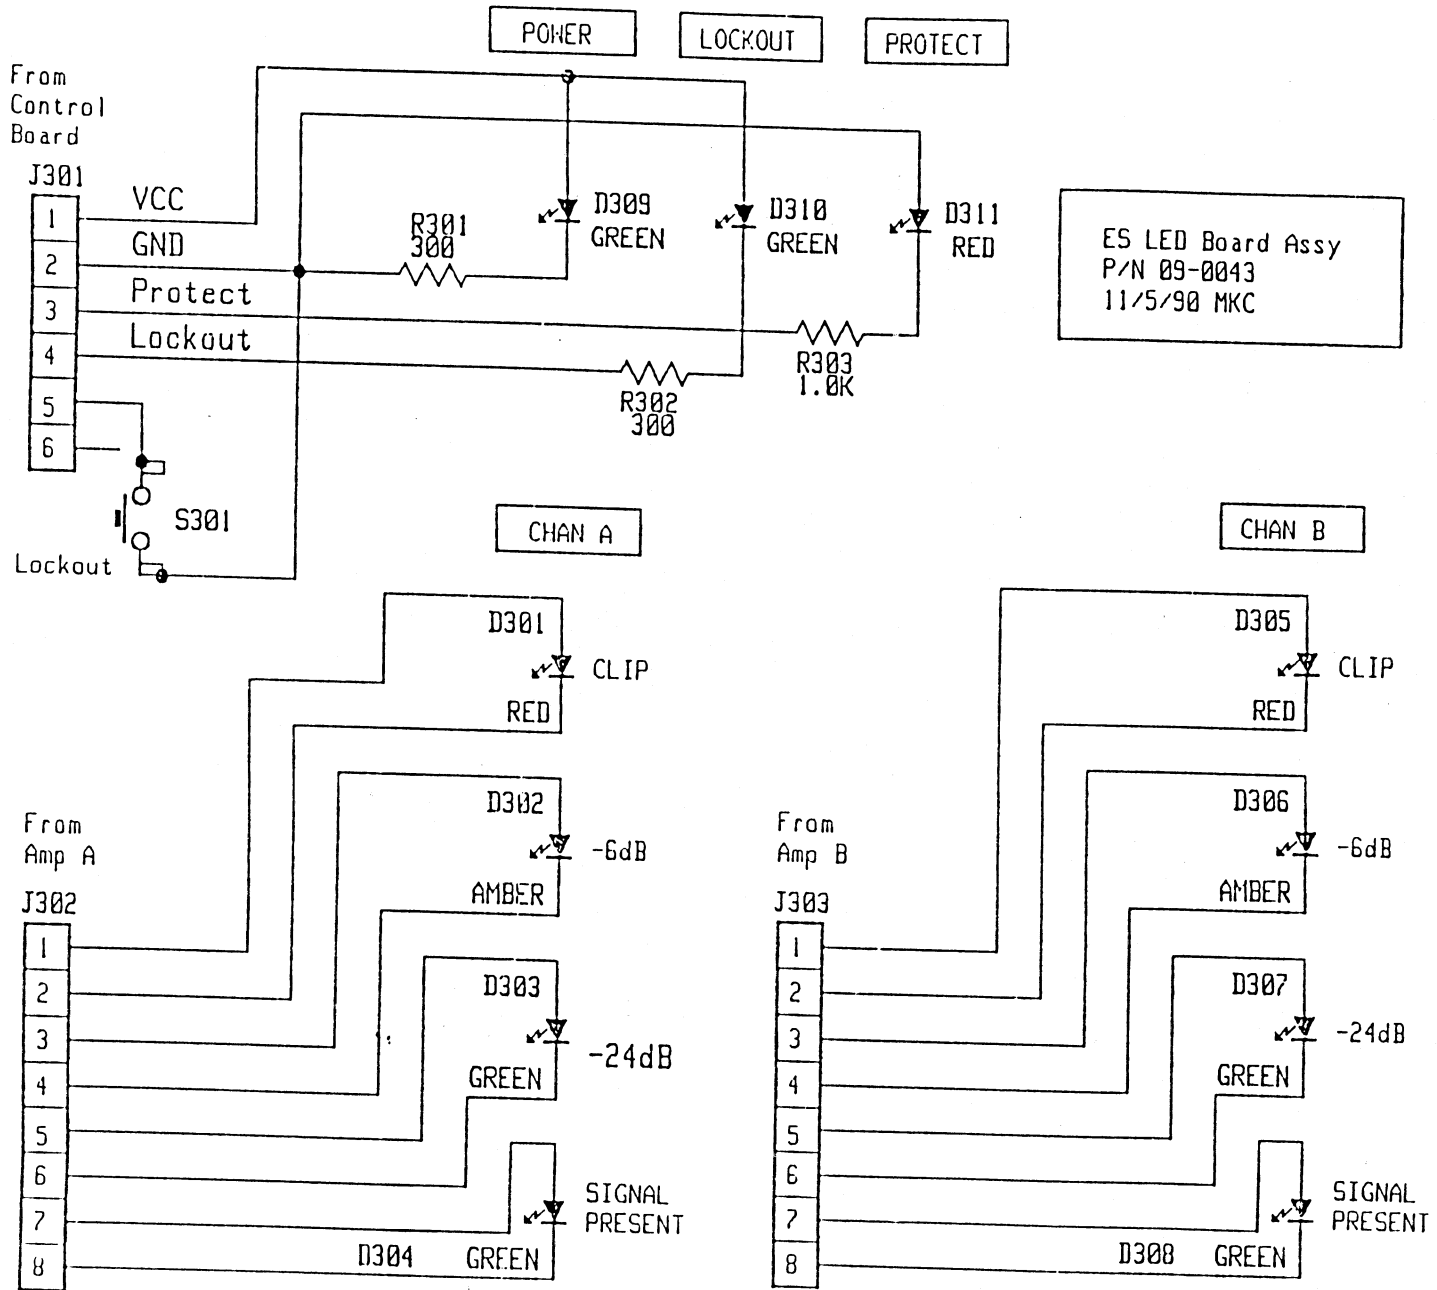 POWER
LOCKOUT
PROTECT
From
Control
Board
J301
1
2
3
4
5
6
VCC
GND
Protect
Lockout
R301
300
D309
GREEN
D310
GREEN
D311
RED
R303
1.0K
R302
300
ES LED Board Assy
P/N 09-0043
11/5/90 MKC
S301
Lockout
CHAN A
D301
CLIP
RED
D302
-6dB
AMBER
D303
-24dB
GREEN
SIGNAL
PRESENT
D304
GREEN
From
Amp A
J302
1
2
3
4
5
6
7
8
CHAN B
D305
CLIP
RED
D306
-6dB
AMBER
D307
-24dB
GREEN
SIGNAL
PRESENT
D308
GREEN
From
Amp B
J303
1
2
3
4
5
6
7
8